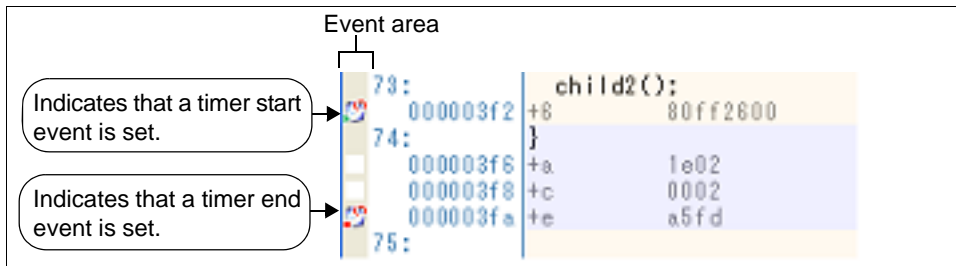 Event area
73: child2();
Indicates that a timer start
event is set.
000003f2 +6 80ff2600
74: }
000003f6 +a 1e02
000003f8 +c 0002
Indicates that a timer end
event is set.
000003fa +e a5fd
75: